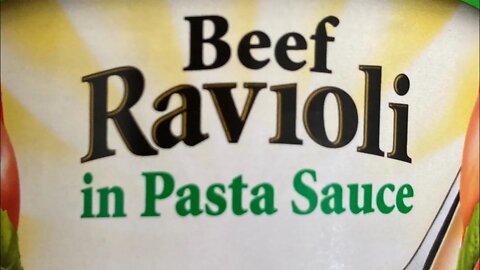 Beef
Ravioli
in Pasta Sauce